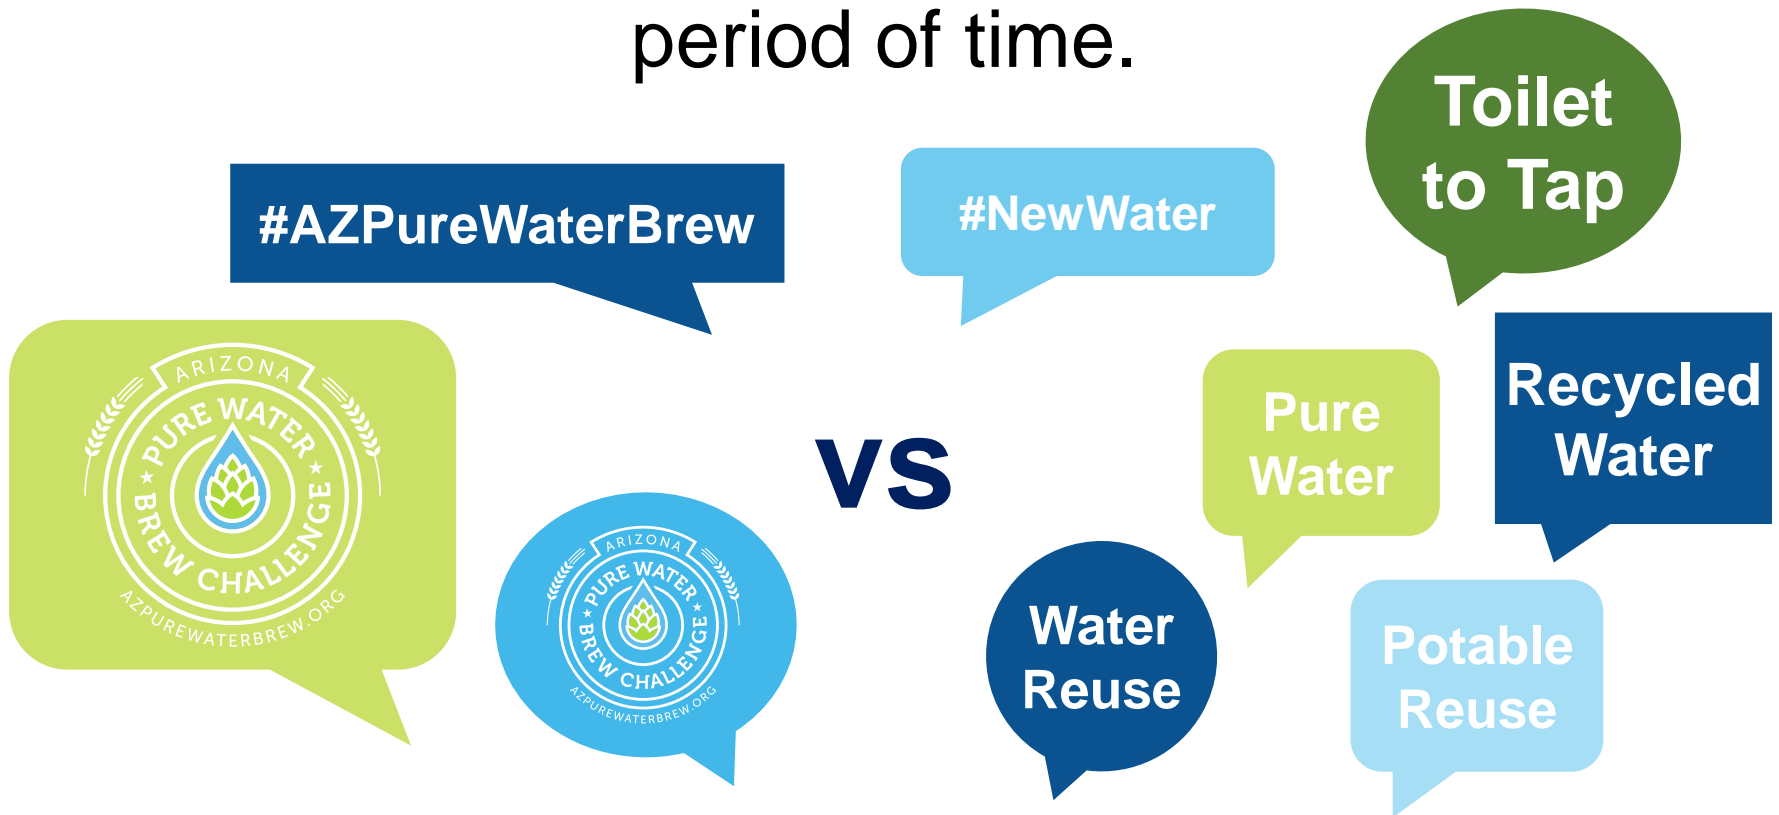 period of time.
#AZPureWaterBrew
#NewWater
Toilet
to Tap
ARIZONA
PURE WATER
BREW CHALLENGE
AZPUREWATERBREW.ORG
ARIZONA
PURE WATER
BREW CHALLENGE
AZPUREWATERBREW.ORG
vs
Pure
Water
Recycled
Water
Water
Reuse
Potable
Reuse